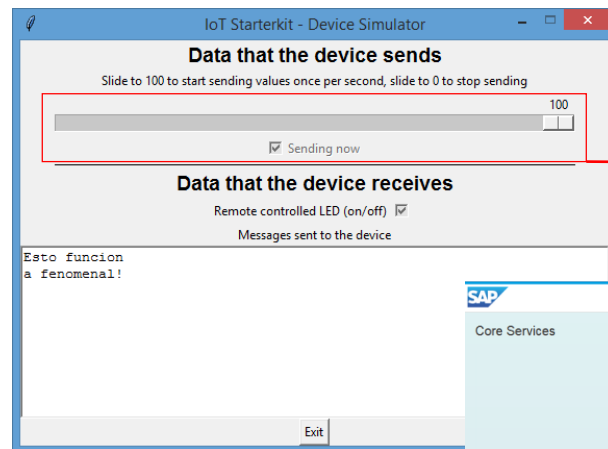 IoT Starterkit - Device Simulator
Data that the device sends
Slide to 100 to start sending values once per second, slide to 0 to stop sending
100
Sending now
Data that the device receives
Remote controlled LED (on/off)
Messages sent to the device
Esto funcion
a fenomenal!
SAP
Core Services
Exit